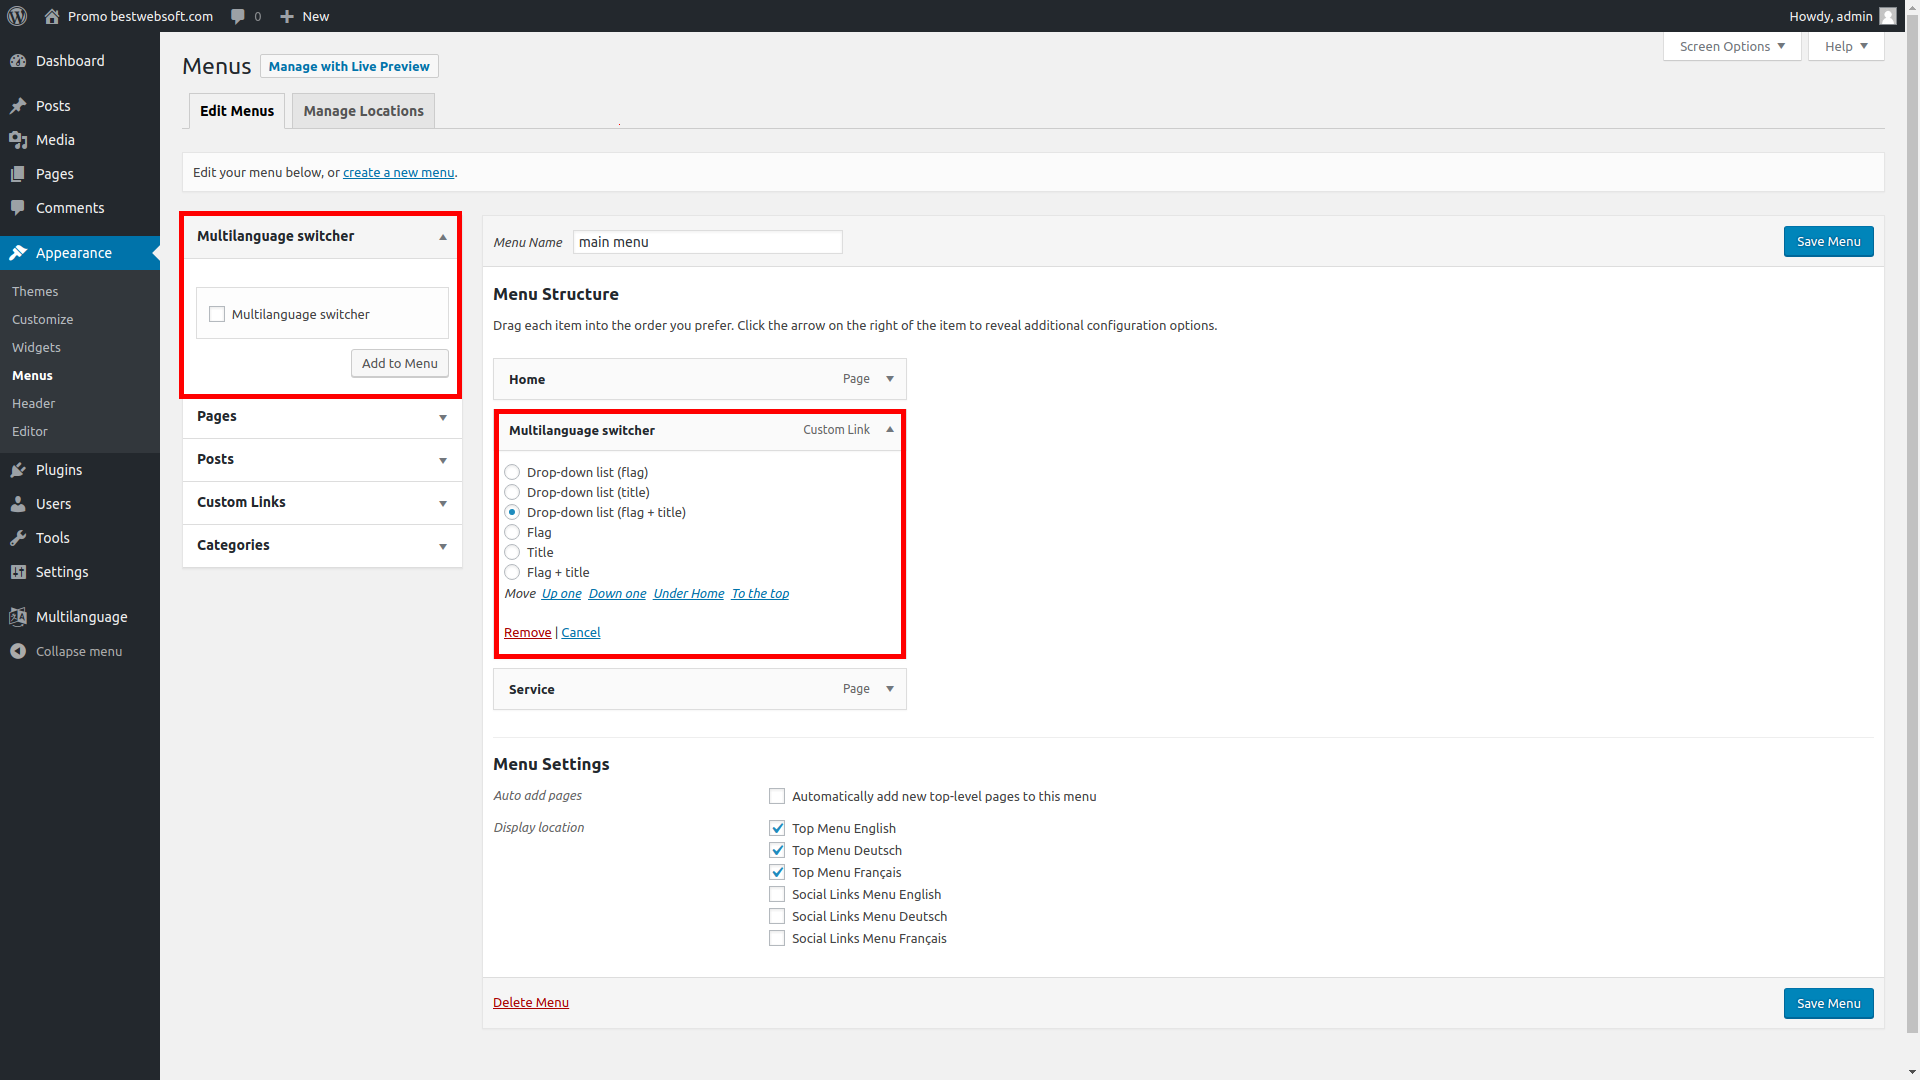 Promo bestwebsoft.com 0 New Howdy, admin
Screen Options Help
Dashboard
Posts
Media
Pages
Comments
Appearance
Themes
Customize
Widgets
Menus
Header
Editor
Plugins
Users
Tools
Settings
Multilanguage
Collapse menu
Menus Manage with Live Preview
Edit Menus Manage Locations
Edit your menu below, or create a new menu.
Multilanguage switcher
Multilanguage switcher
Add to Menu
Pages
Posts
Custom Links
Categories
Menu Name main menu Save Menu
Menu Structure
Drag each item into the order you prefer. Click the arrow on the right of the item to reveal additional configuration options.
Home Page
Multilanguage switcher Custom Link
Drop-down list (flag)
Drop-down list (title)
Drop-down list (flag + title)
Flag
Title
Flag + title
Move Up one Down one Under Home To the top
Remove | Cancel
Service Page
Menu Settings
Auto add pages Automatically add new top-level pages to this menu
Display location Top Menu English
Top Menu Deutsch
Top Menu Français
Social Links Menu English
Social Links Menu Deutsch
Social Links Menu Français
Delete Menu Save Menu